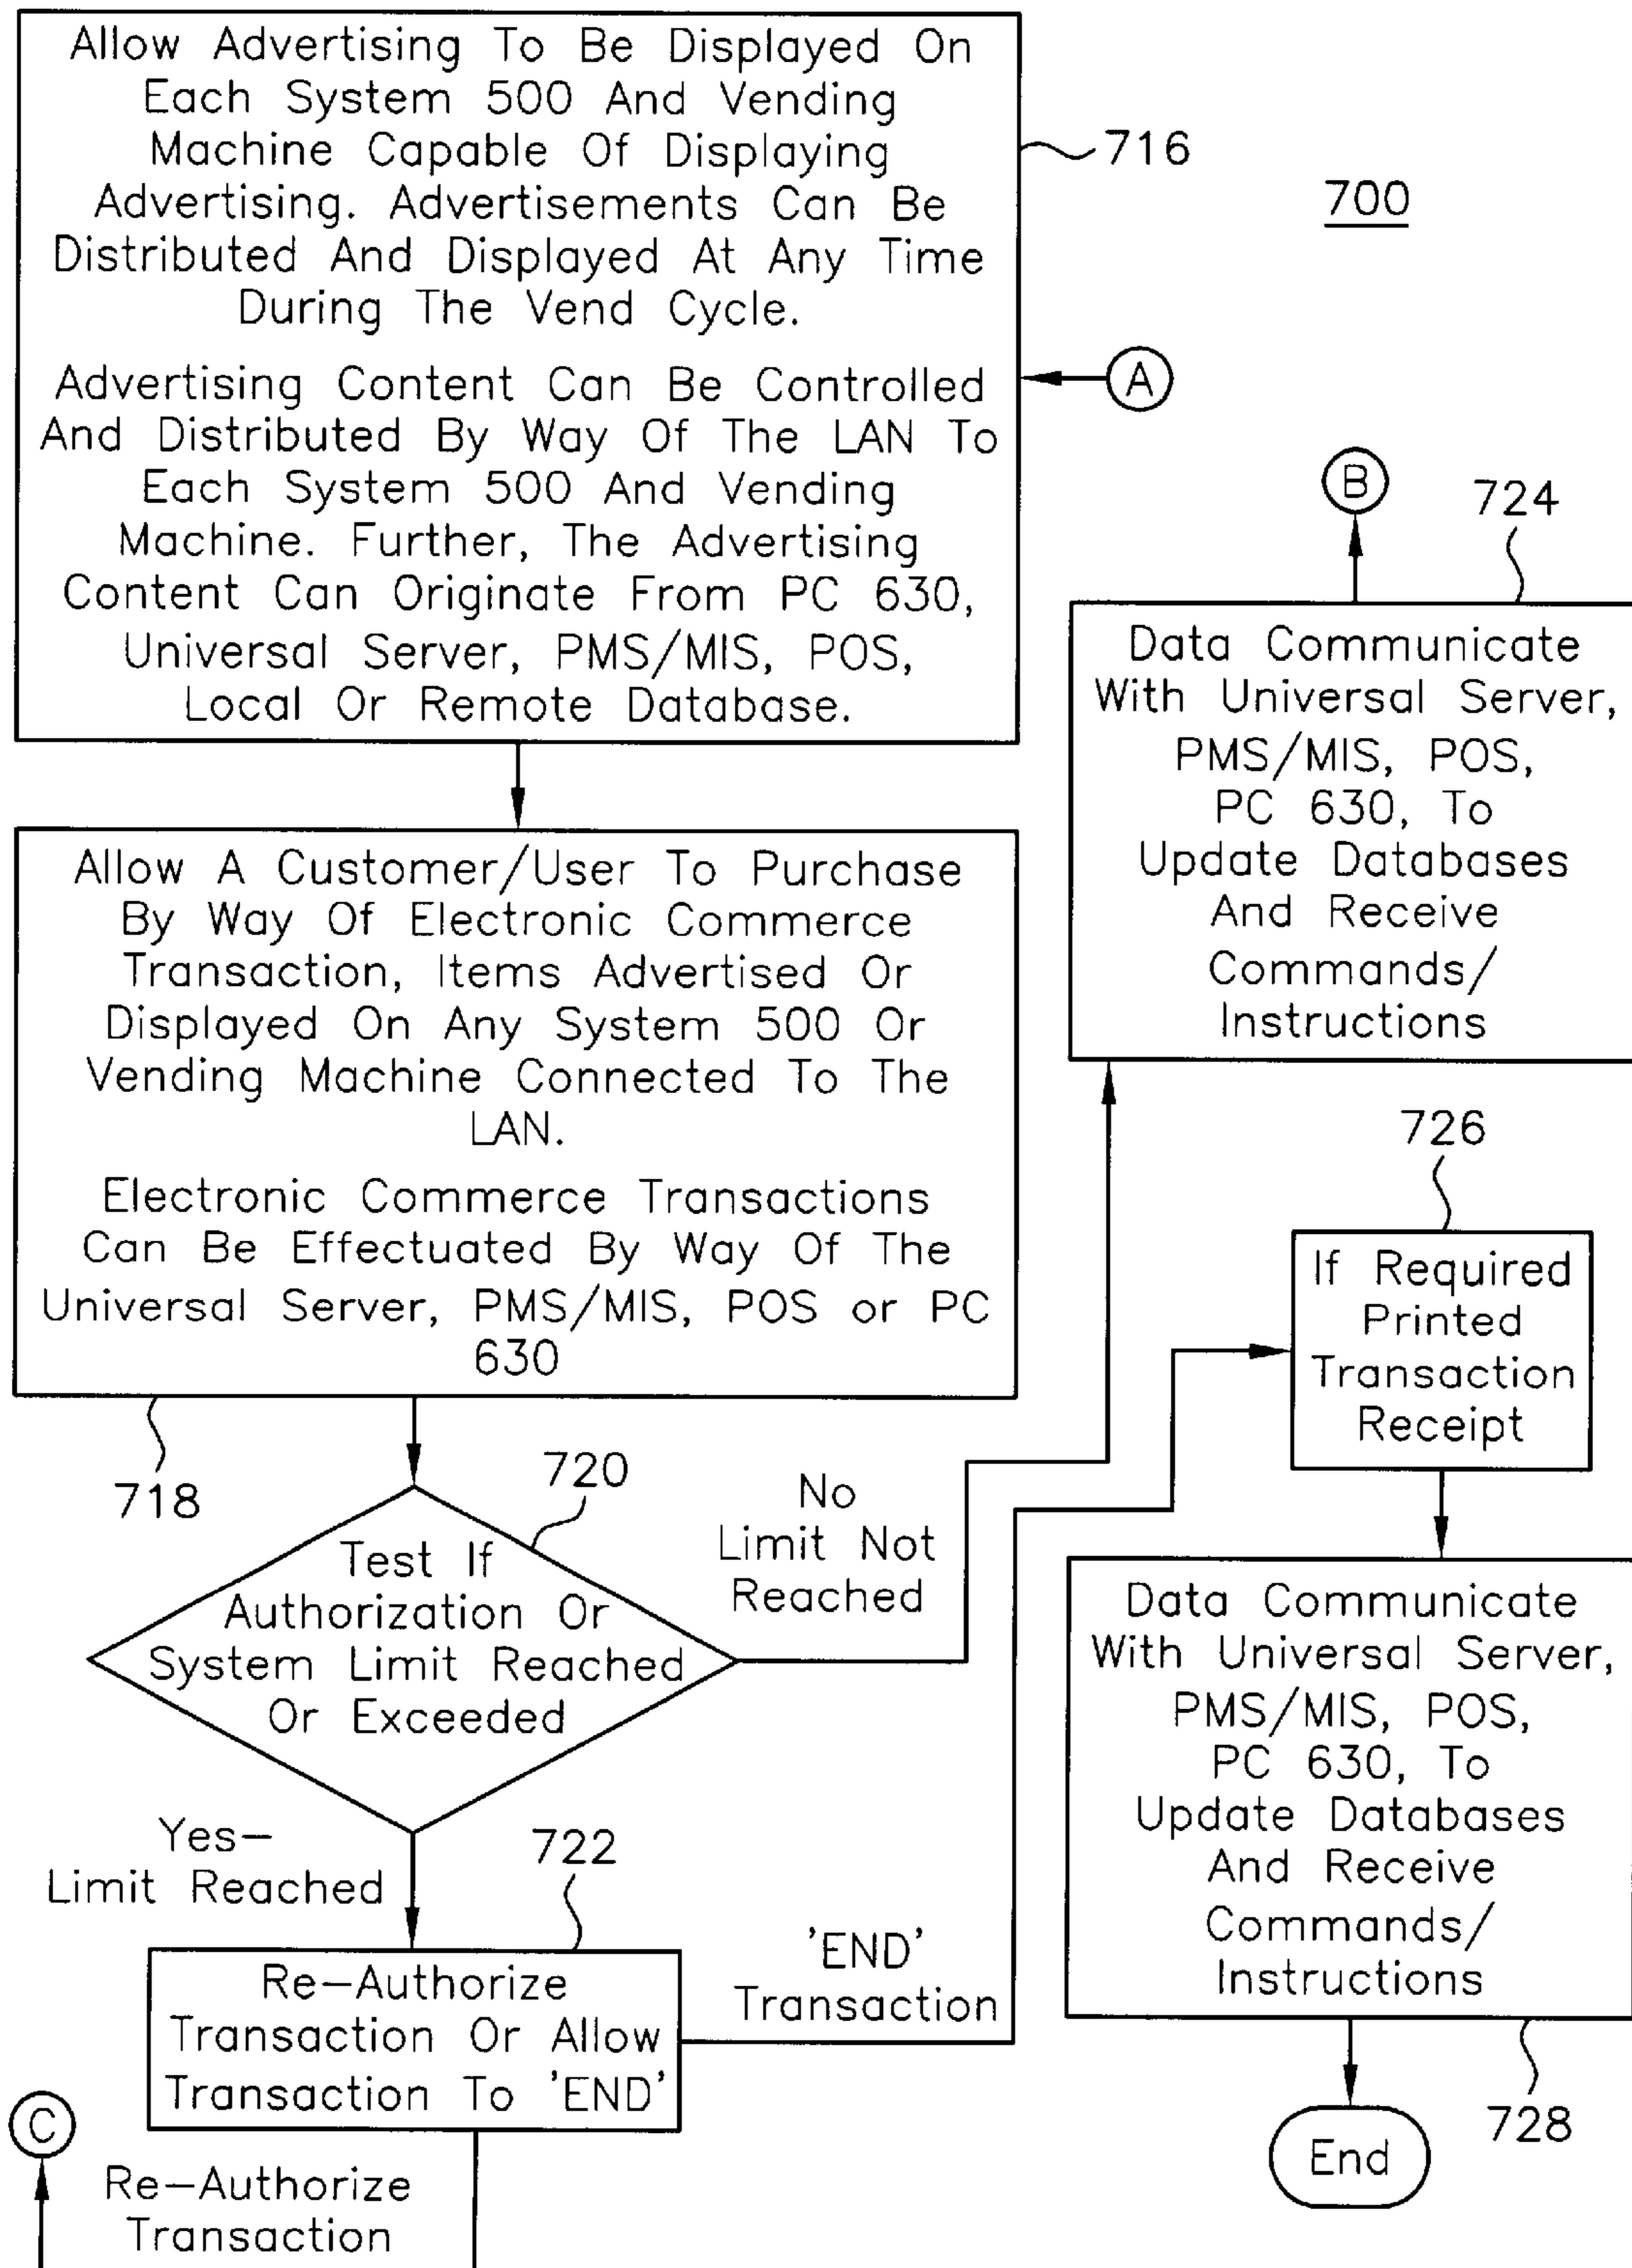 Allow Advertising To Be Displayed On
Each System 500 And Vending
Machine Capable Of Displaying
Advertising. Advertisements Can Be
Distributed And Displayed At Any Time
During The Vend Cycle.
Advertising Content Can Be Controlled
And Distributed By Way Of The LAN To
Each System 500 And Vending
Machine. Further, The Advertising
Content Can Originate From PC 630,
Universal Server, PMS/MIS, POS,
Local Or Remote Database.
716
700
A
Allow A Customer/User To Purchase
By Way Of Electronic Commerce
Transaction, Items Advertised Or
Displayed On Any System 500 Or
Vending Machine Connected To The
LAN.
Electronic Commerce Transactions
Can Be Effectuated By Way Of The
Universal Server, PMS/MIS, POS or PC
630
718
720
Test If
Authorization Or
System Limit Reached
Or Exceeded
No
Limit Not
Reached
Yes-
Limit Reached
722
Re-Authorize
Transaction Or Allow
Transaction To 'END'
'END'
Transaction
C
Re-Authorize
Transaction
B
724
Data Communicate
With Universal Server,
PMS/MIS, POS,
PC 630, To
Update Databases
And Receive
Commands/
Instructions
726
If Required
Printed
Transaction
Receipt
Data Communicate
With Universal Server,
PMS/MIS, POS,
PC 630, To
Update Databases
And Receive
Commands/
Instructions
728
End